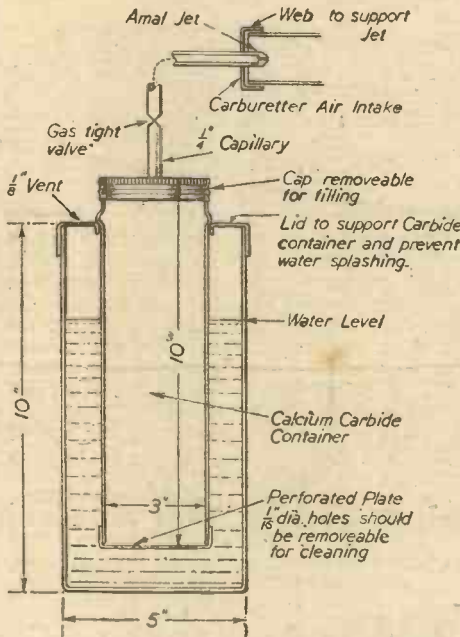 Amal Jet
Web to support
Jet
Carburetter Air Intake
Gas tight
valve
1/4" Capillary
1/8" Vent
Cap removeable
for filling
Lid to support Carbide
container and prevent
water splashing.
Water Level
10"
10"
Calcium Carbide
Container
3"
Perforated Plate
1/16" dia. holes should
be removeable
for cleaning
5"